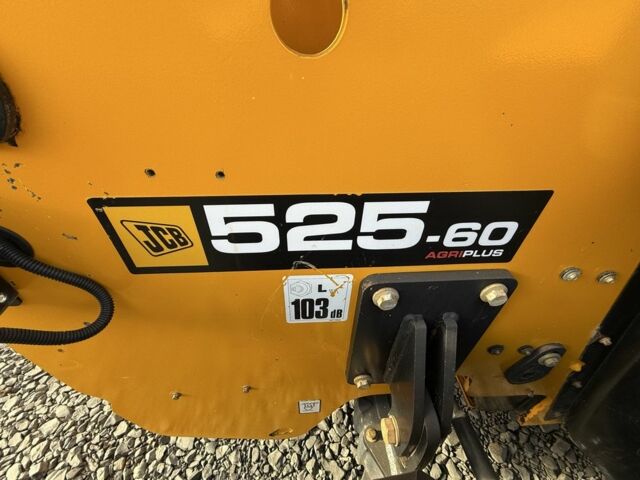 JCB
525-60
AGRIPLUS
L
103 dB